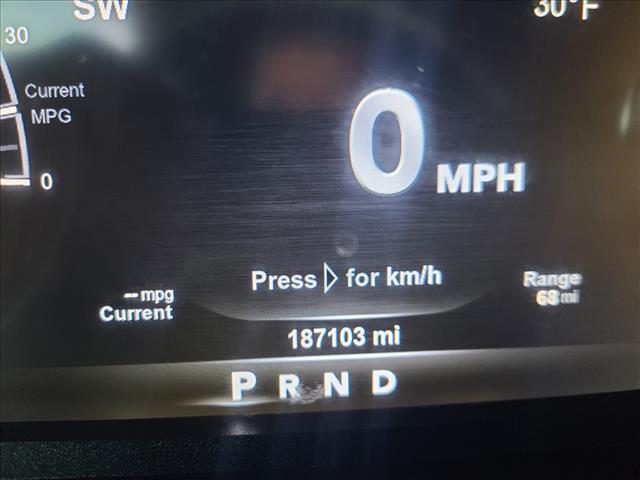 SW
30°F
30
Current
MPG
0
0 MPH
Press ▷ for km/h
--mpg
Current
Range
68 mi
187103 mi
P R N D